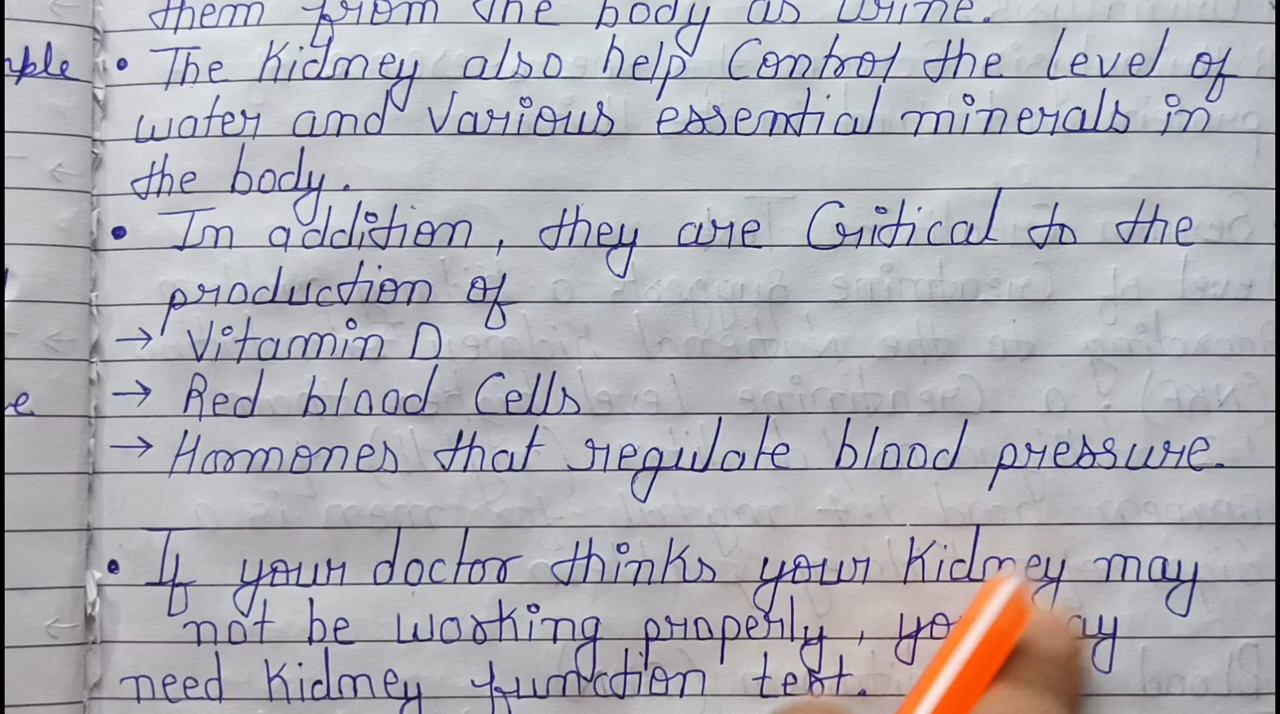 them from the body as urine.
• The Kidney also help Control the level of
water and various essential minerals in
the body.
• In addition, they are Critical to the
production of
→ Vitamin D
→ Red blood Cells
→ Hormones that regulate blood pressure.
• If your doctor thinks your Kidney may
not be working properly,
need Kidney function test.